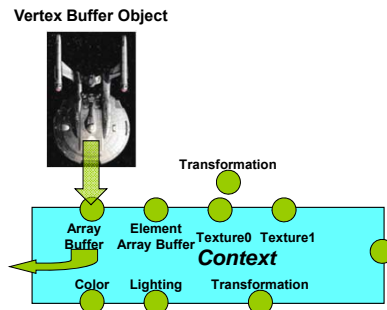 Vertex Buffer Object
Transformation
Array
Buffer
Element
Array Buffer
Texture0
Texture1
Context
Color
Lighting
Transformation